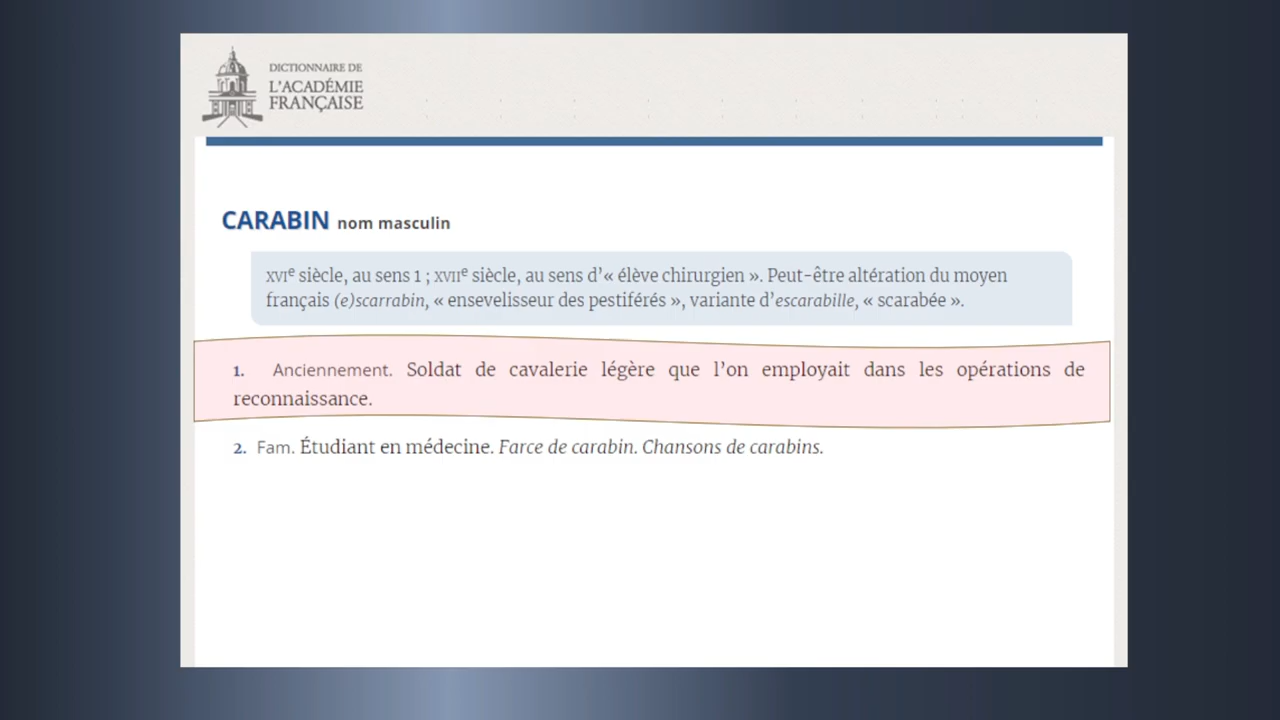 DICTIONNAIRE DE
L'ACADÉMIE
FRANÇAISE
CARABIN nom masculin
XVIe siècle, au sens 1 ; XVIIe siècle, au sens d'« élève chirurgien ». Peut-être altération du moyen
français (e)scarrabin, « ensevelisseur des pestiférés », variante d'escarabille, « scarabée ».
1. Anciennement. Soldat de cavalerie légère que l'on employait dans les opérations de
reconnaissance.
2. Fam. Étudiant en médecine. Farce de carabin. Chansons de carabins.